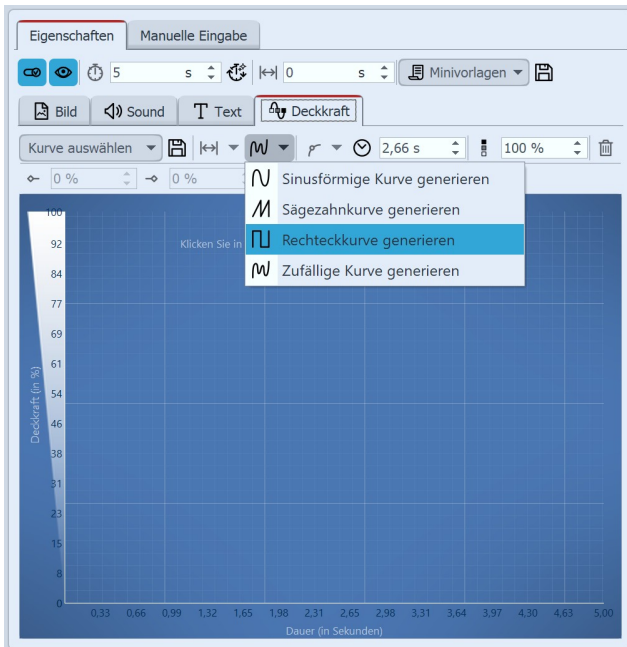 Eigenschaften Manuelle Eingabe
5 s 0 s Minivorlagen
Bild Sound Text Deckkraft
Kurve auswählen 2,66 s 100 %
0 % 0 %
Sinusförmige Kurve generieren
Sägezahnkurve generieren
Rechteckkurve generieren
Zufällige Kurve generieren
Klicken Sie in
100
92
84
77
69
61
54
46
38
31
23
15
8
0
Deckkraft (in %)
0,33 0,66 0,99 1,32 1,65 1,98 2,31 2,65 2,98 3,31 3,64 3,97 4,30 4,63 5,00
Dauer (in Sekunden)